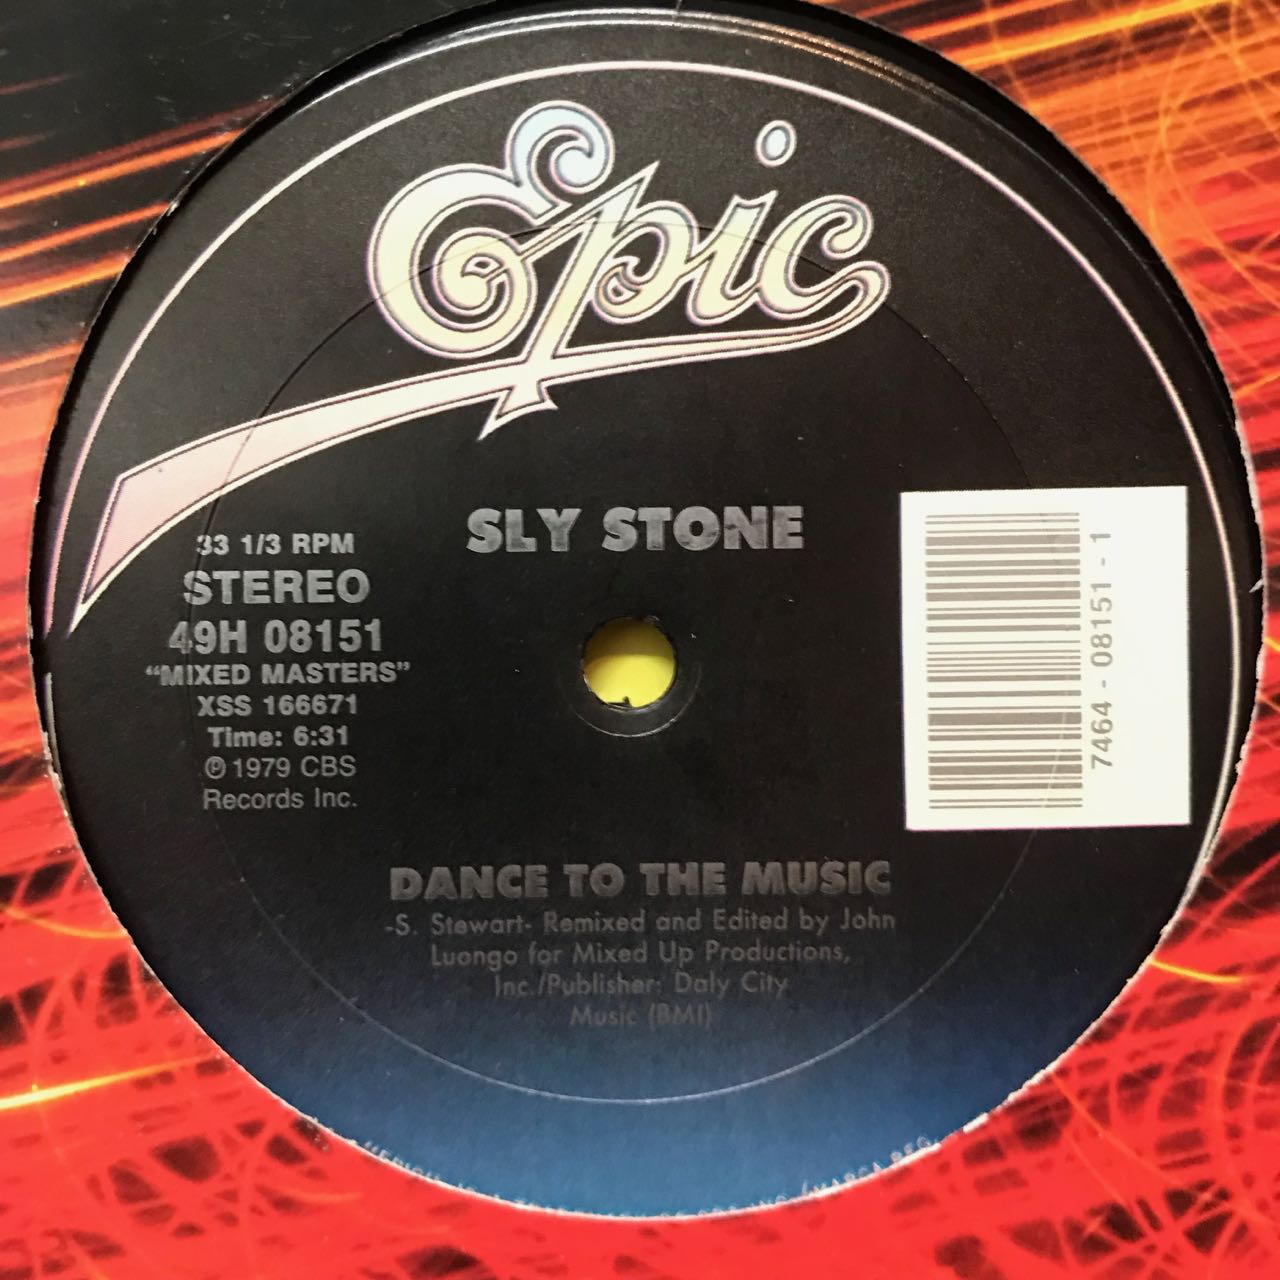 Epic
SLY STONE
33 1/3 RPM
STEREO
49H 08151
“MIXED MASTERS”
XSS 166671
Time: 6:31
℗ 1979 CBS
Records Inc.
7464 - 08151 - 1
DANCE TO THE MUSIC
-S. Stewart- Remixed and Edited by John
Luongo for Mixed Up Productions,
Inc./Publisher: Daly City
Music (BMI)